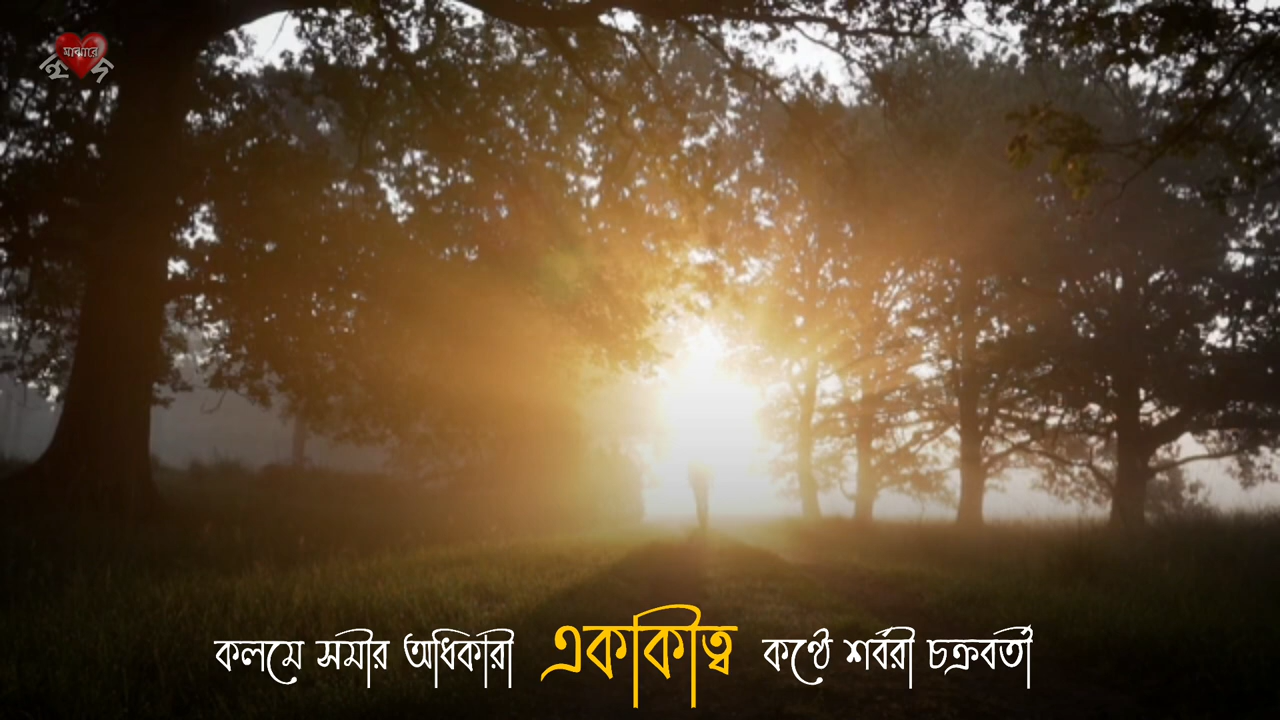 হৃদ মাঝারে
কলমে সমীর অধিকারী একাকীত্ব কণ্ঠে শর্বরী চক্রবর্তী